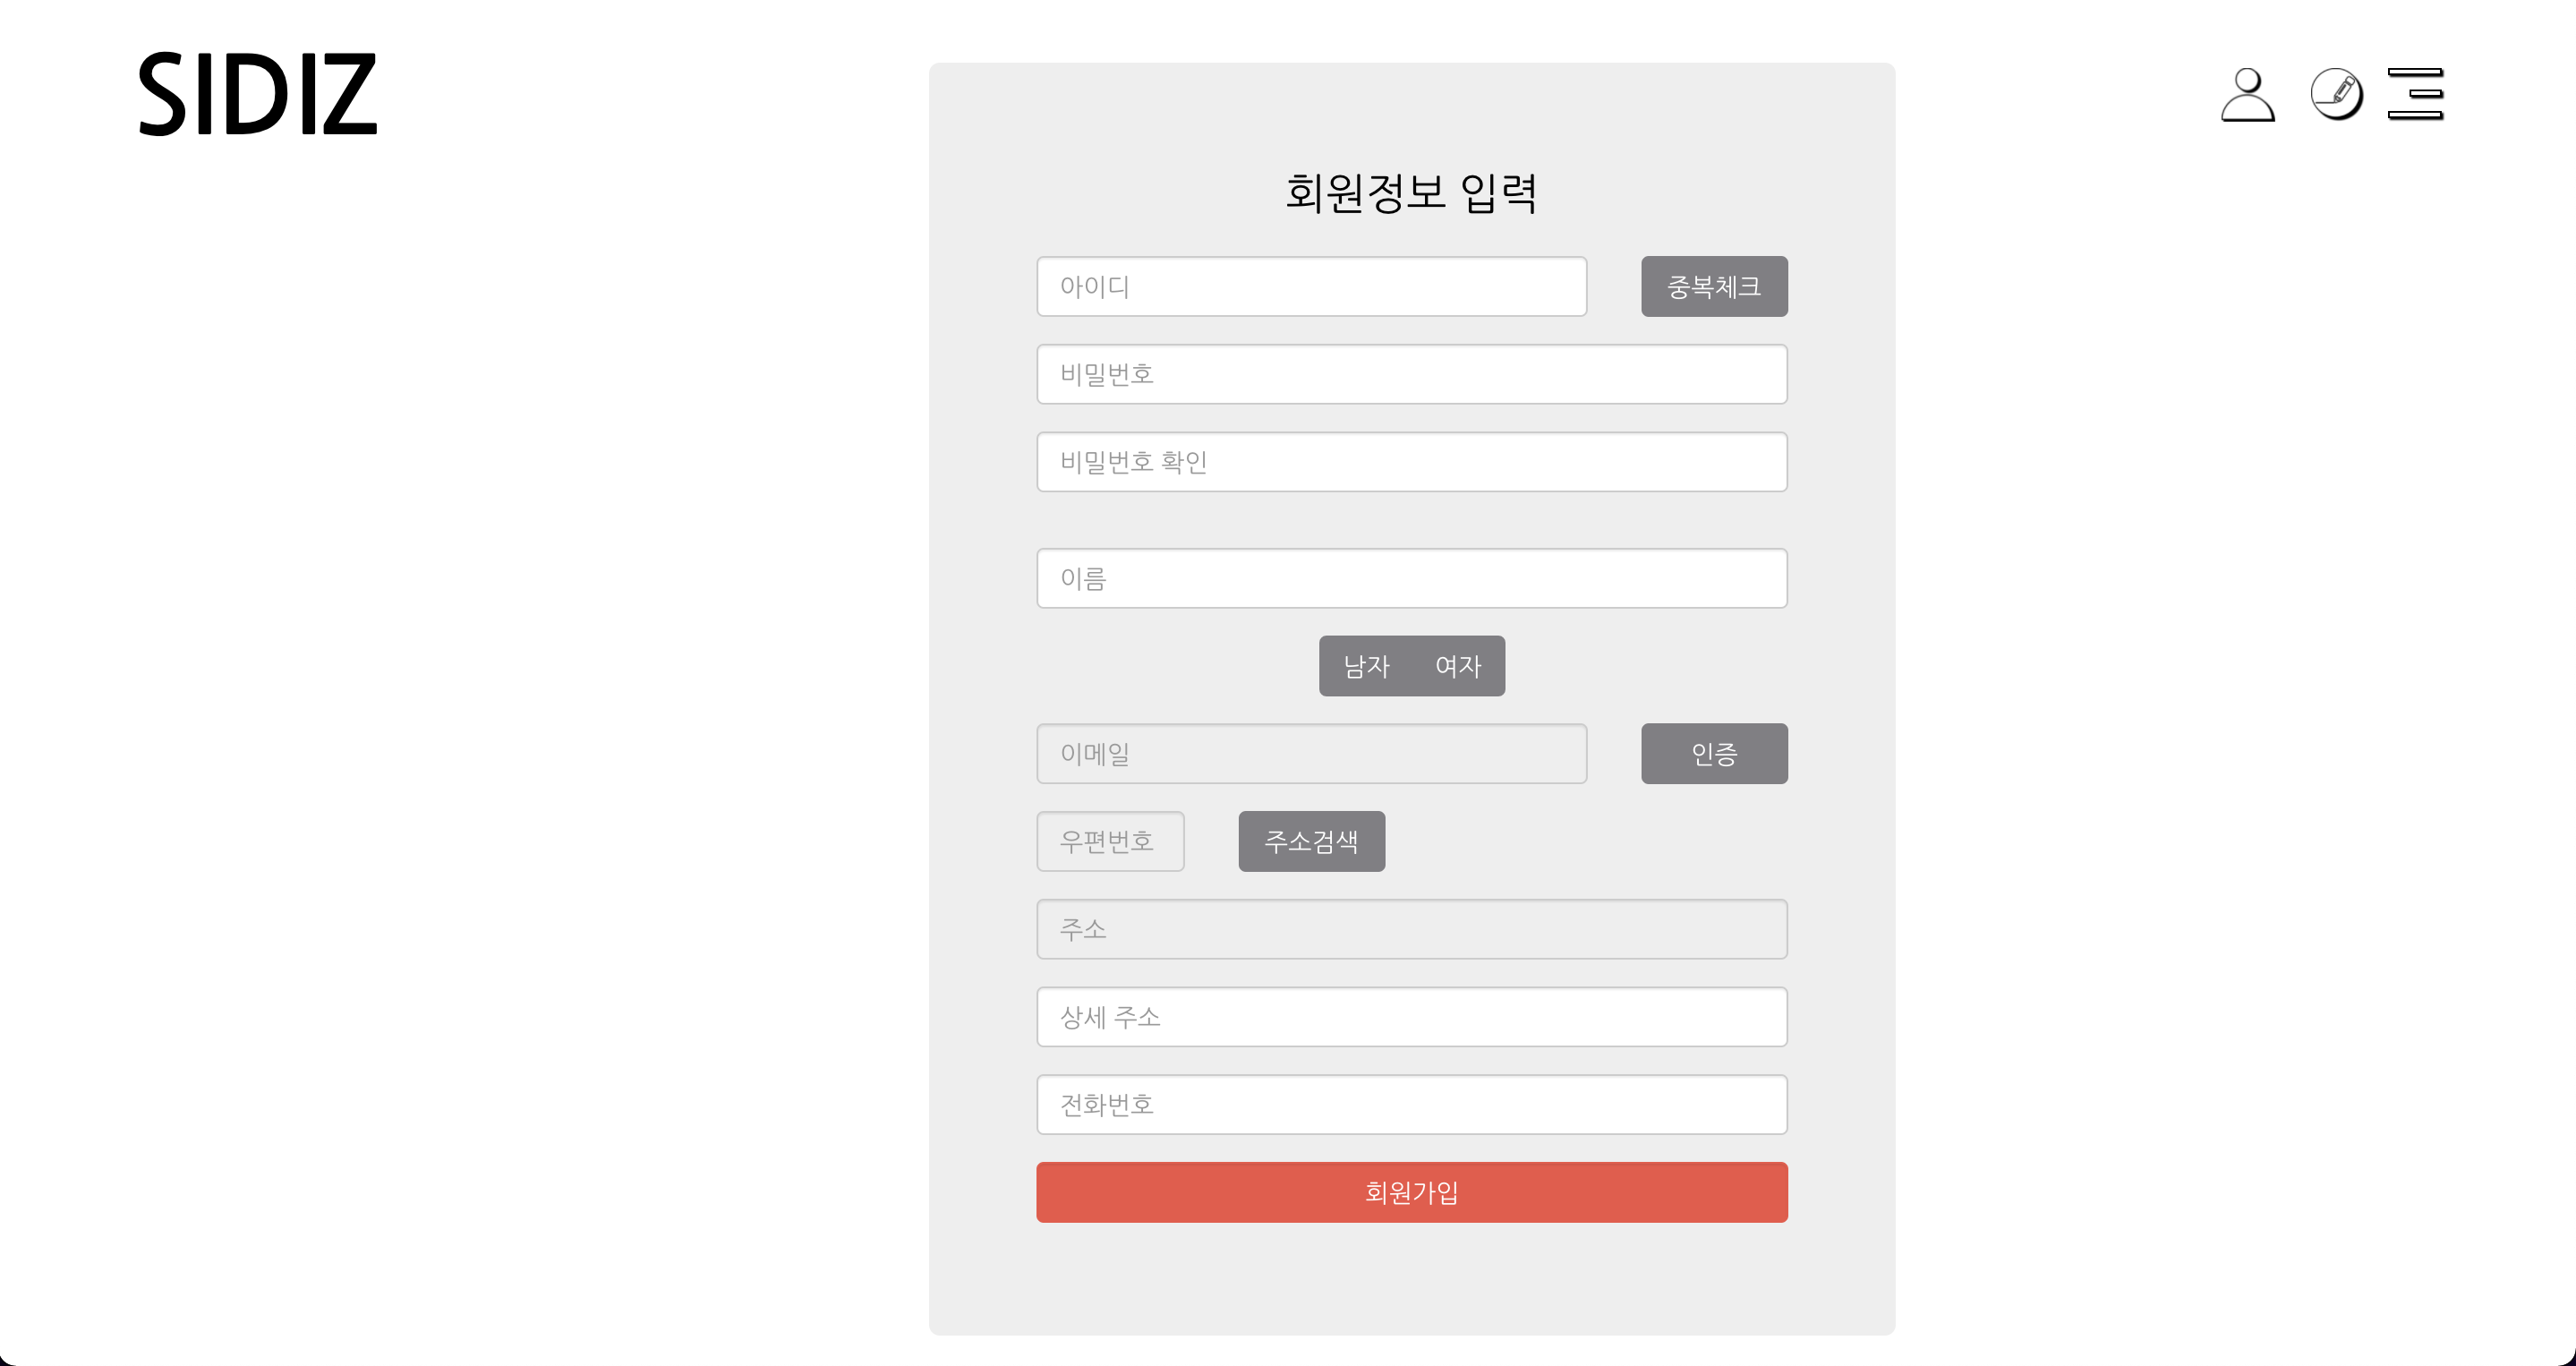 SIDIZ
회원정보 입력
아이디 중복체크
비밀번호
비밀번호 확인
이름
남자 여자
이메일 인증
우편번호 주소검색
주소
상세 주소
전화번호
회원가입